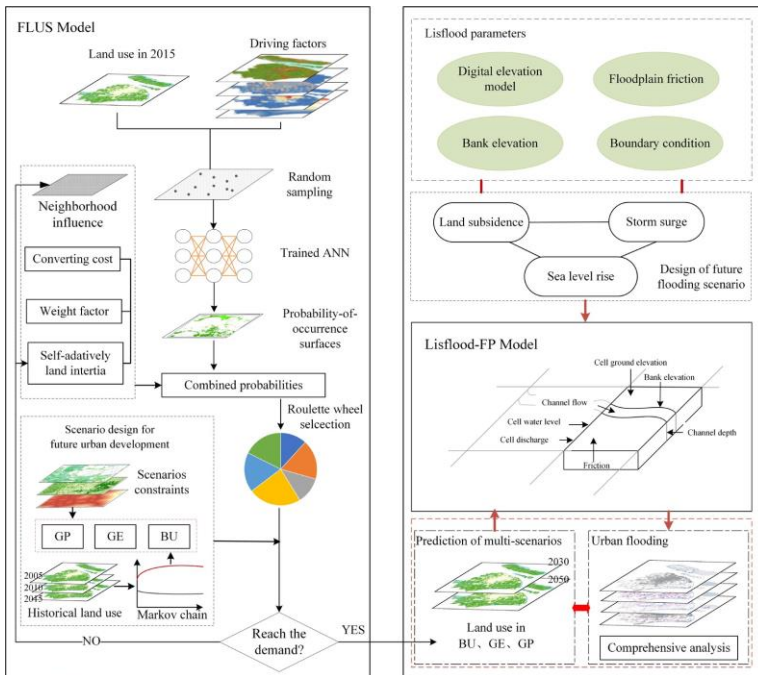 FLUS Model
Land use in 2015
Driving factors
Random
sampling
Neighborhood
influence
Trained ANN
Converting cost
Weight factor
Probability-of-
occurrence
surfaces
Self-adatively
land intertia
Combined probabilities
Roulette wheel
selcection
Scenario design for
future urban development
Scenarios
constraints
GP
GE
BU
2005
2010
2015
Historical land use
Markov chain
NO
Reach the
demand?
YES
Lisflood parameters
Digital elevation
model
Floodplain friction
Bank elevation
Boundary condition
Land subsidence
Storm surge
Sea level rise
Design of future
flooding scenario
Lisflood-FP Model
Cell ground elevation
Bank elevation
Channel flow
Cell water level
Channel depth
Cell discharge
Friction
Prediction of multi-scenarios
2030
2050
Land use in
BU、GE、GP
Urban flooding
Comprehensive analysis